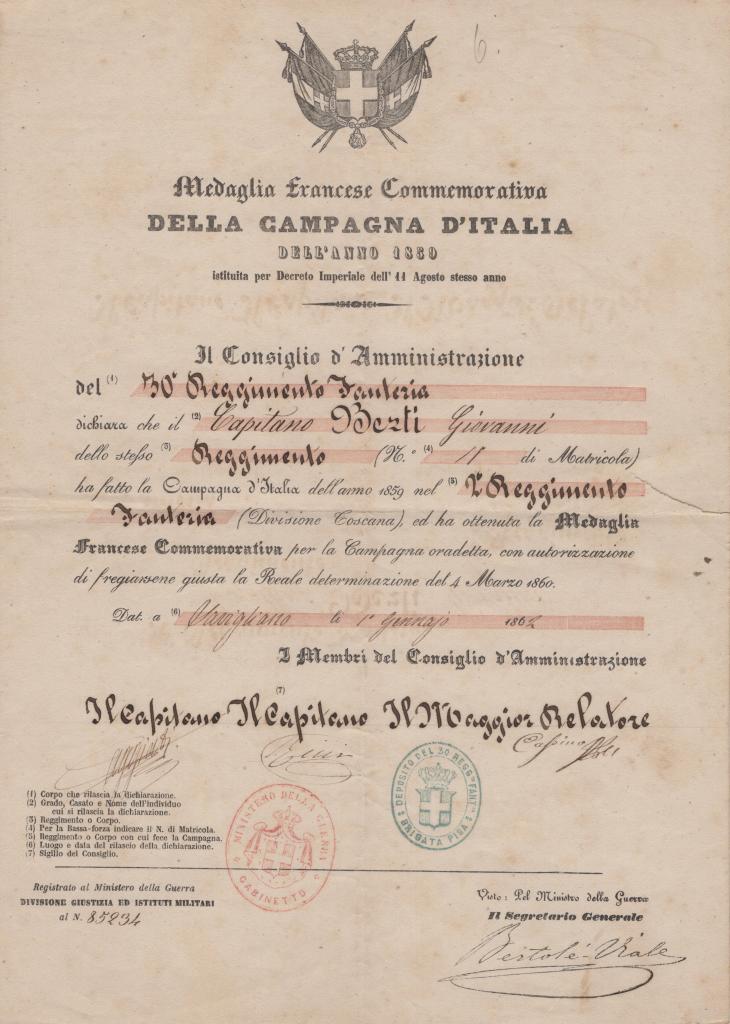 6.
Medaglia Francese Commemorativa
DELLA CAMPAGNA D'ITALIA
DELL'ANNO 1859
istituita per Decreto Imperiale dell' 11 Agosto stesso anno
Il Consiglio d'Amministrazione
del (1) 30° Reggimento Fanteria
dichiara che il (2) Capitano Berti Giovanni
dello stesso (3) Reggimento (N.° (4) 11 di Matricola)
ha fatto la Campagna d'Italia dell'anno 1859 nel (5) 2° Reggimento
Fanteria (Divisione Toscana), ed ha ottenuta la Medaglia
Francese Commemorativa per la Campagna oradetta, con autorizzazione
di fregiarsene giusta la Reale determinazione del 4 Marzo 1860.
Dat. a (6) Savigliano li 1° Gennajo 1862
I Membri del Consiglio d'Amministrazione
(7)
Il Capitano Il Capitano Il Maggior Relatore
DEPOSITO DEL 30 REGG° FANT°
BRIGATA PISA
MINISTERO DELLA GUERRA
GABINETTO
(1) Corpo che rilascia la dichiarazione.
(2) Grado, Casato e Nome dell'individuo
cui si rilascia la dichiarazione.
(3) Reggimento o Corpo.
(4) Per la Bassa-forza indicare il N. di Matricola.
(5) Reggimento o Corpo con cui fece la Campagna.
(6) Luogo e data del rilascio della dichiarazione.
(7) Sigillo del Consiglio.
Registrato al Ministero della Guerra
DIVISIONE GIUSTIZIA ED ISTITUTI MILITARI
al N. 85234
Visto: Pel Ministro della Guerra
Il Segretario Generale
Bertolé-Viale